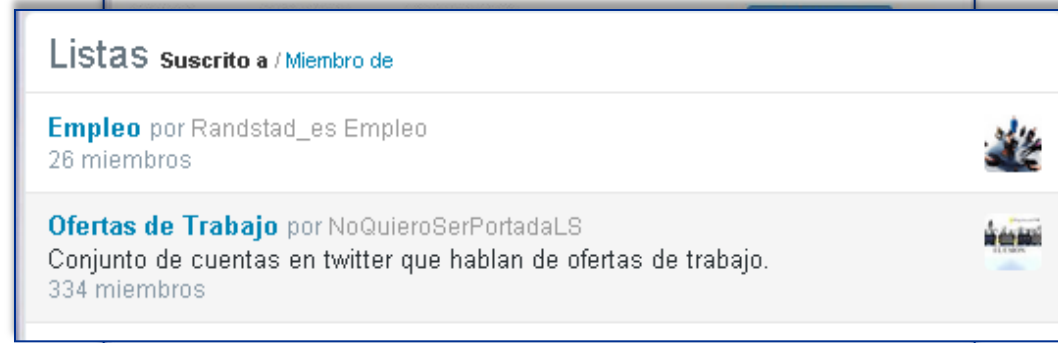 Listas Suscrito a / Miembro de
Empleo por Randstad_es Empleo
26 miembros
Ofertas de Trabajo por NoQuieroSerPortadaLS
Conjunto de cuentas en twitter que hablan de ofertas de trabajo.
334 miembros